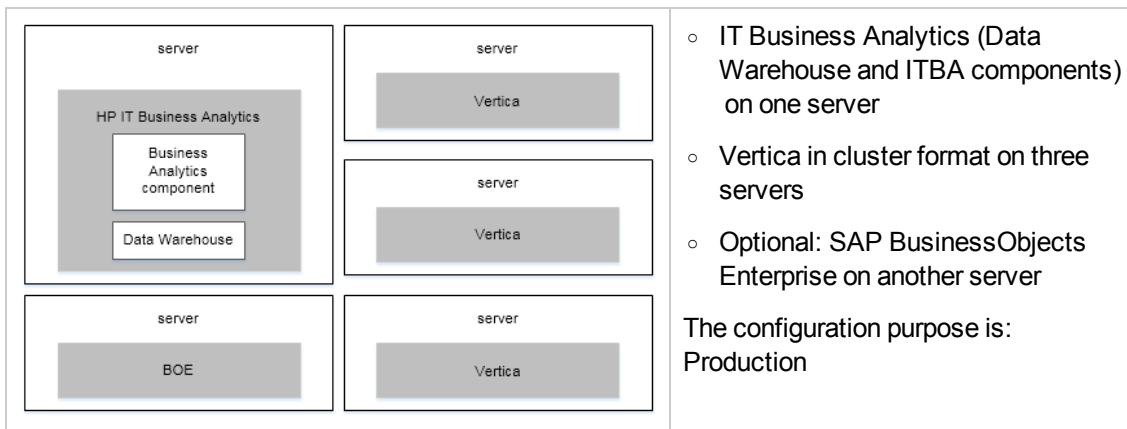 server
HP IT Business Analytics
Business
Analytics
component
Data Warehouse
server
BOE
server
Vertica
server
Vertica
server
Vertica
○ IT Business Analytics (Data
Warehouse and ITBA components)
on one server
○ Vertica in cluster format on three
servers
○ Optional: SAP BusinessObjects
Enterprise on another server
The configuration purpose is:
Production